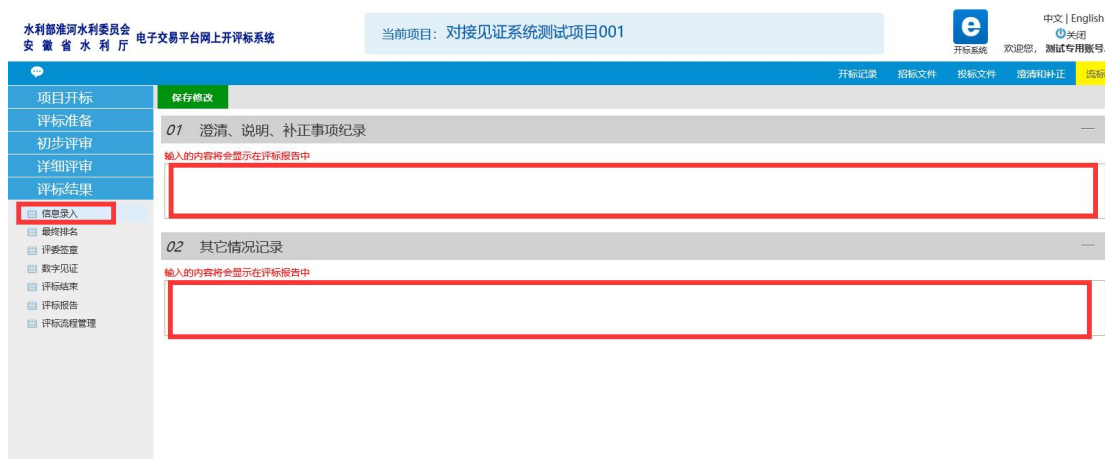 水利部淮河水利委员会
安徽省水利厅
电子交易平台网上开评标系统
当前项目：对接见证系统测试项目001
e
开标系统
中文 | English
关闭
欢迎您，测试专用账号
开标记录 招标文件 投标文件 澄清和补正 流标
项目开标
评标准备
初步评审
详细评审
评标结果
信息录入
最终排名
评委签章
数字见证
评标结束
评标报告
评标流程管理
保存修改
01 澄清、说明、补正事项纪录
输入的内容将会显示在评标报告中
02 其它情况记录
输入的内容将会显示在评标报告中